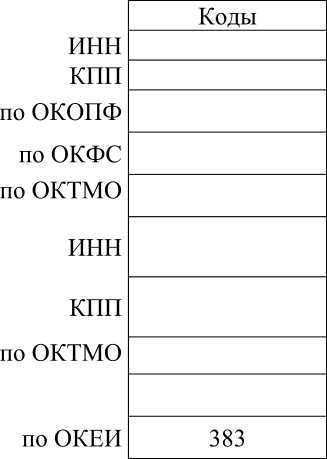 Коды
ИНН
КПП
по ОКОПФ
по ОКФС
по ОКТМО
ИНН
КПП
по ОКТМО
по ОКЕИ 383